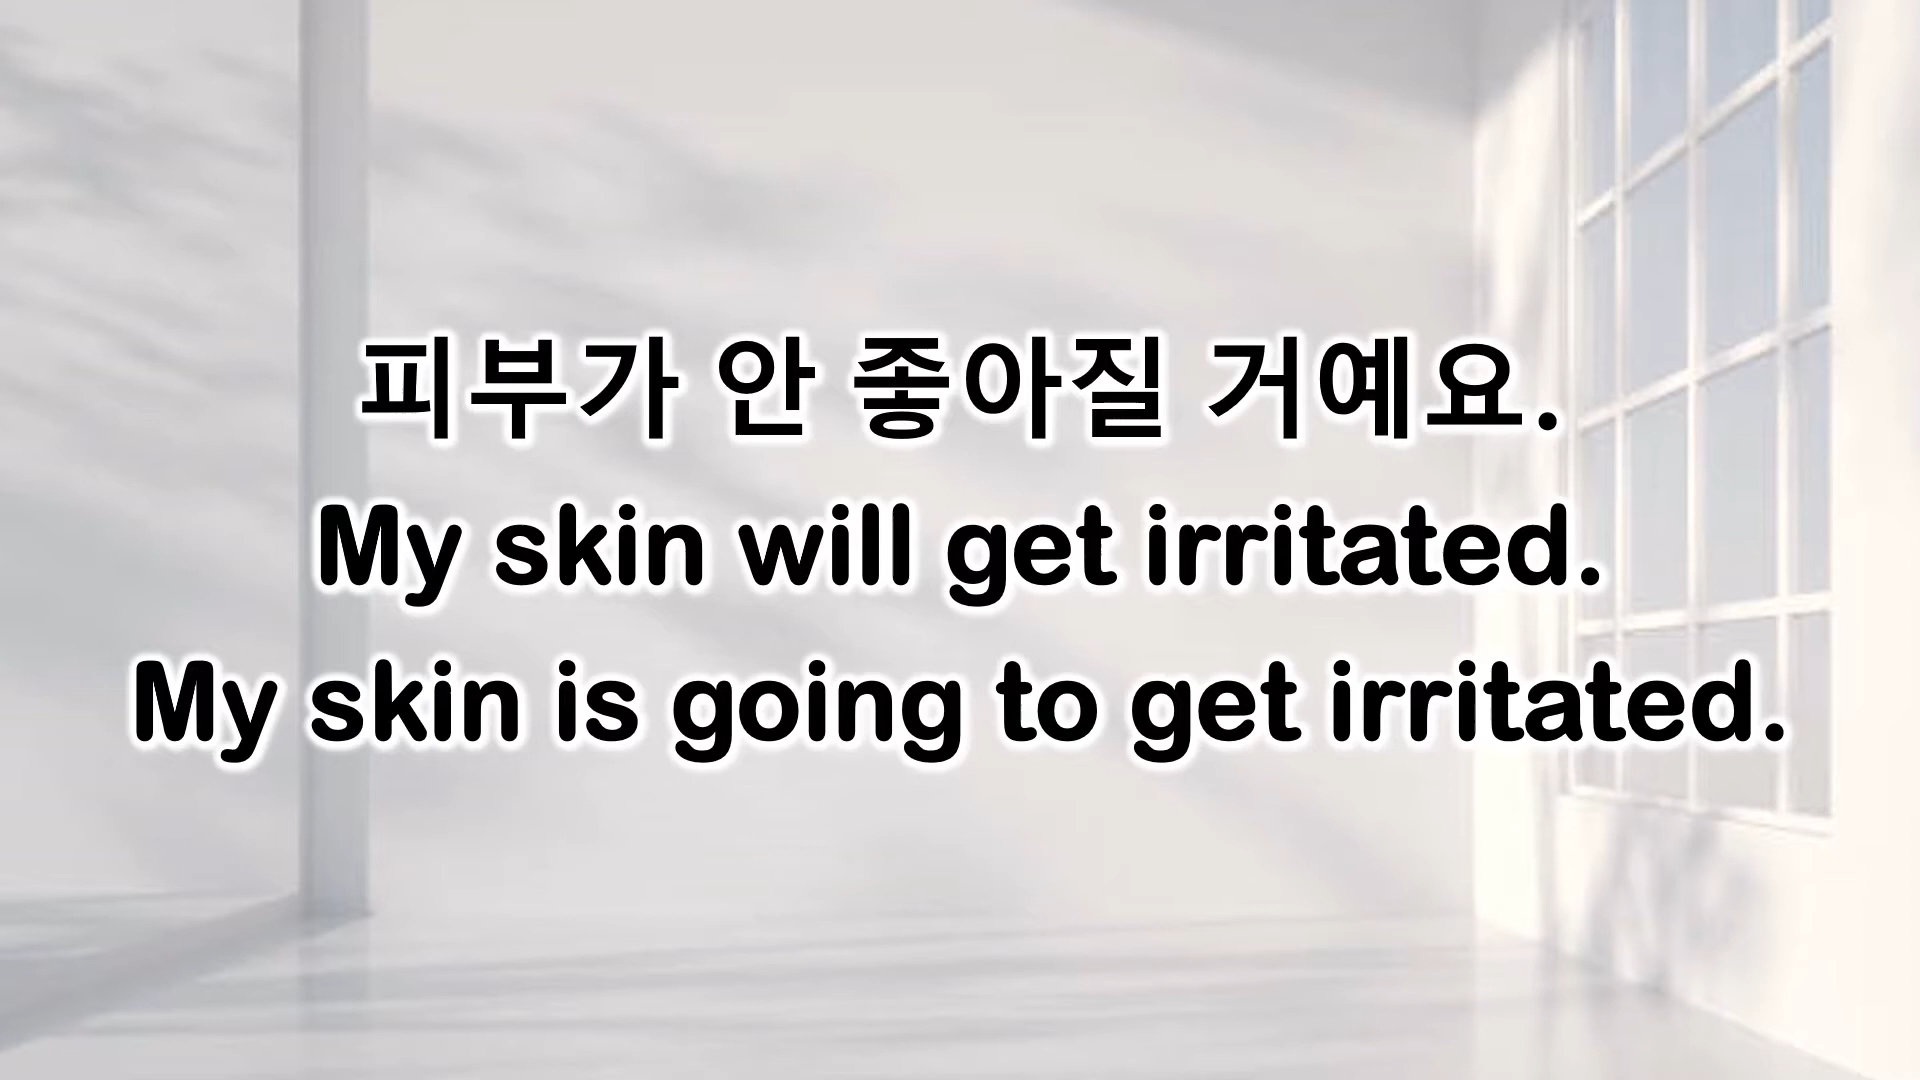 피부가 안 좋아질 거예요.
My skin will get irritated.
My skin is going to get irritated.